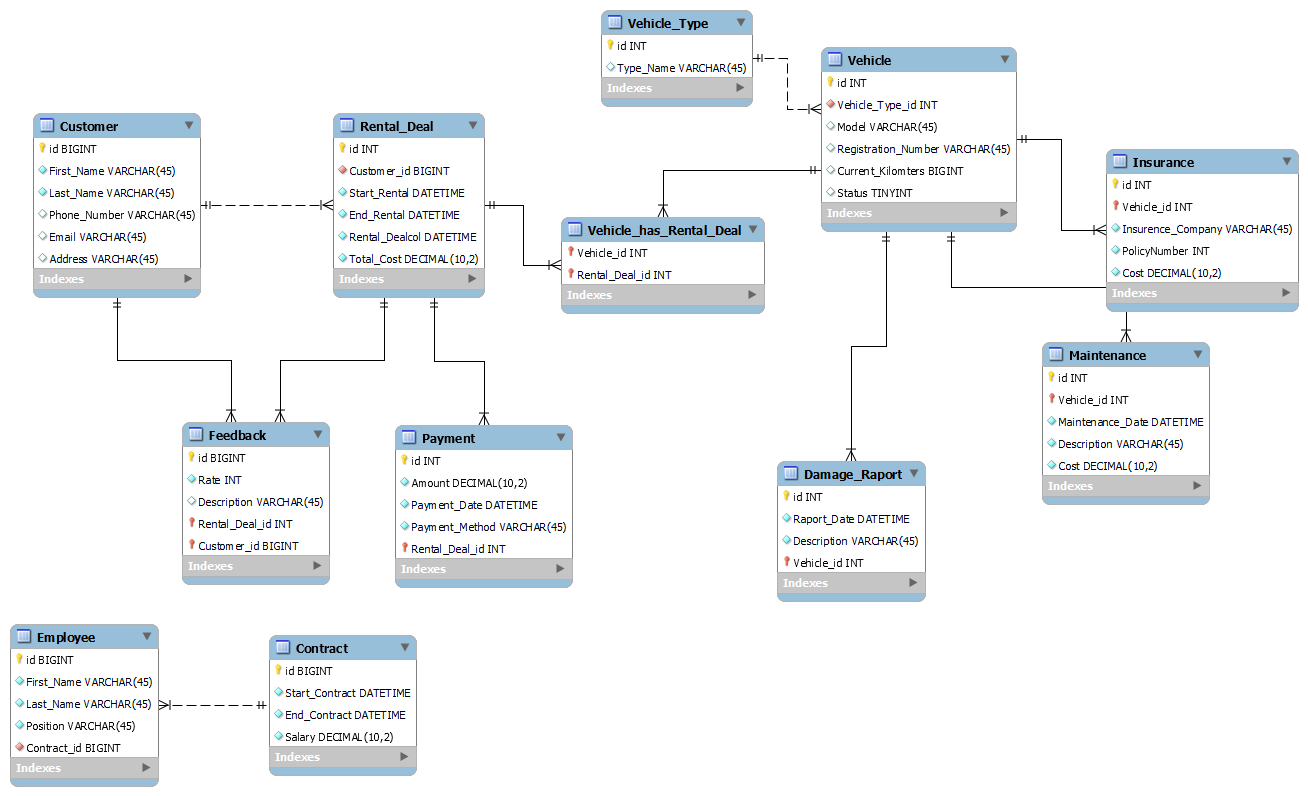 Vehicle_Type
id INT
Type_Name VARCHAR(45)
Indexes
Vehicle
id INT
Vehicle_Type_id INT
Model VARCHAR(45)
Registration_Number VARCHAR(45)
Current_Kilomters BIGINT
Status TINYINT
Indexes
Customer
id BIGINT
First_Name VARCHAR(45)
Last_Name VARCHAR(45)
Phone_Number VARCHAR(45)
Email VARCHAR(45)
Address VARCHAR(45)
Indexes
Rental_Deal
id INT
Customer_id BIGINT
Start_Rental DATETIME
End_Rental DATETIME
Rental_Dealcol DATETIME
Total_Cost DECIMAL(10,2)
Indexes
Insurance
id INT
Vehicle_id INT
Insurence_Company VARCHAR(45)
PolicyNumber INT
Cost DECIMAL(10,2)
Indexes
Vehicle_has_Rental_Deal
Vehicle_id INT
Rental_Deal_id INT
Indexes
Maintenance
id INT
Vehicle_id INT
Maintenance_Date DATETIME
Description VARCHAR(45)
Cost DECIMAL(10,2)
Indexes
Feedback
id BIGINT
Rate INT
Description VARCHAR(45)
Rental_Deal_id INT
Customer_id BIGINT
Indexes
Payment
id INT
Amount DECIMAL(10,2)
Payment_Date DATETIME
Payment_Method VARCHAR(45)
Rental_Deal_id INT
Indexes
Damage_Raport
id INT
Raport_Date DATETIME
Description VARCHAR(45)
Vehicle_id INT
Indexes
Employee
id BIGINT
First_Name VARCHAR(45)
Last_Name VARCHAR(45)
Position VARCHAR(45)
Contract_id BIGINT
Indexes
Contract
id BIGINT
Start_Contract DATETIME
End_Contract DATETIME
Salary DECIMAL(10,2)
Indexes